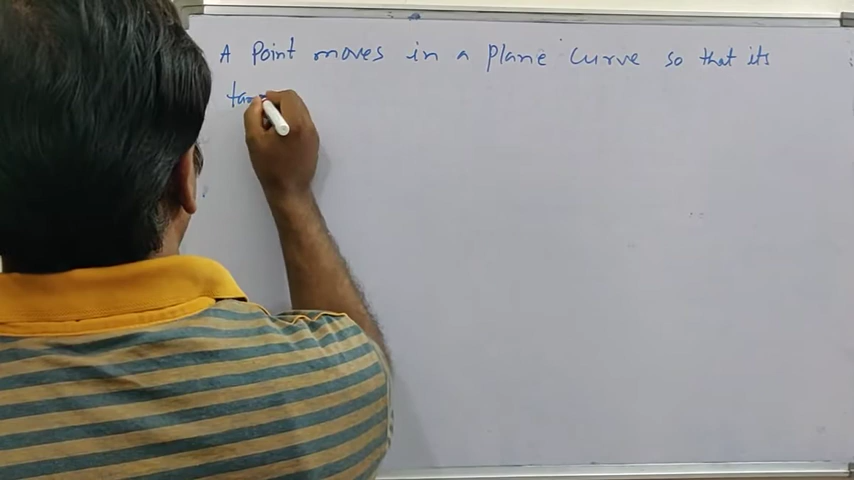 A Point moves in a plane curve so that its